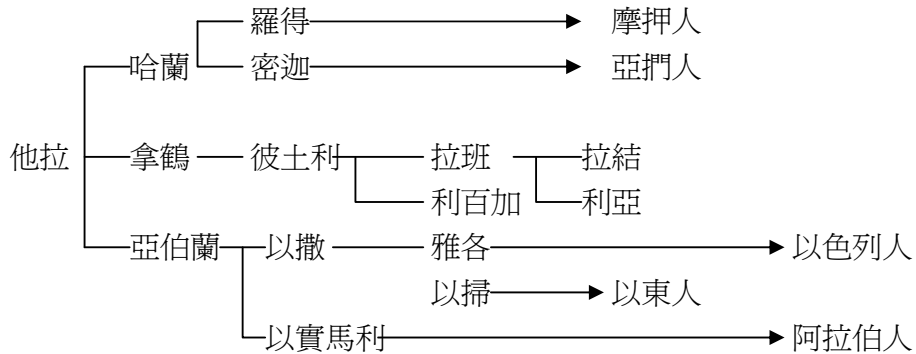 羅得 摩押人
哈蘭 密迦 亞捫人
他拉 拿鶴 彼土利 拉班 拉結
利百加 利亞
亞伯蘭 以撒 雅各 以色列人
以掃 以東人
以實馬利 阿拉伯人